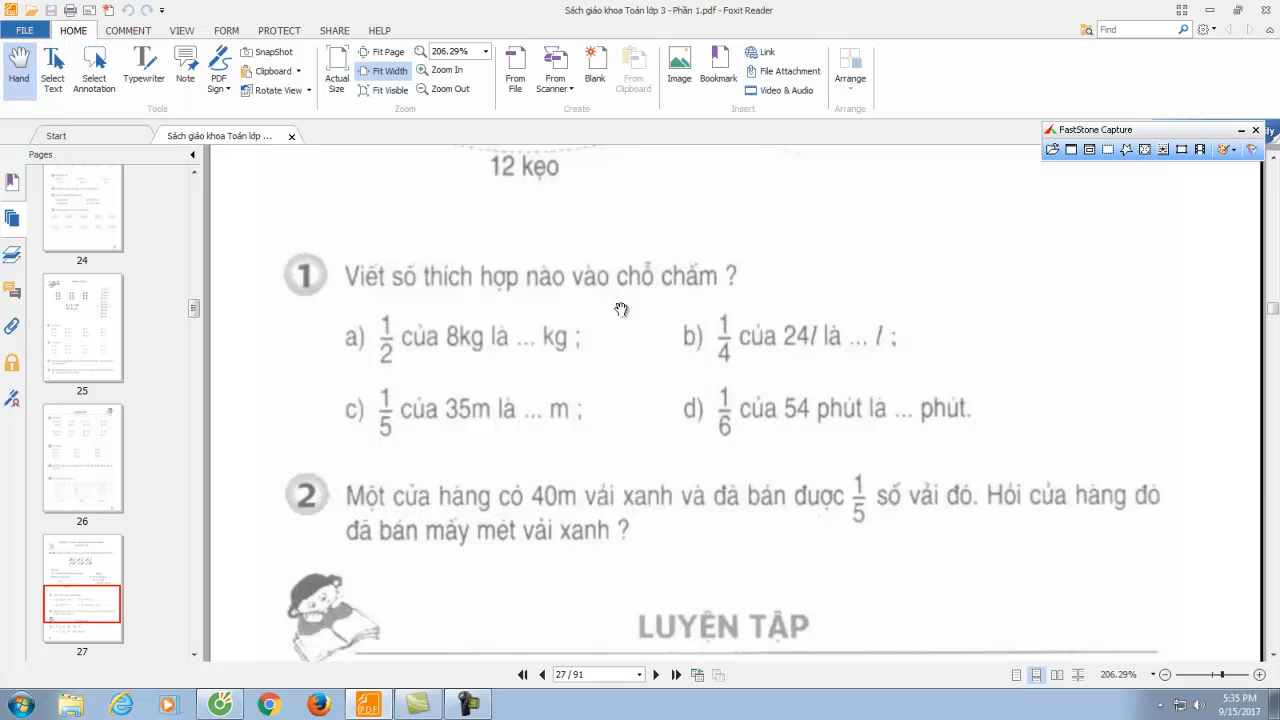 Sách giáo khoa Toán lớp 3 - Phần 1.pdf - Foxit Reader
FILE HOME COMMENT VIEW FORM PROTECT SHARE HELP Find
Hand
Select Text
Select Annotation
Typewriter
Note
PDF Sign
SnapShot
Clipboard
Rotate View
Tools
Actual Size
Fit Page
Fit Width
Fit Visible
206.29%
Zoom In
Zoom Out
Zoom
From File
From Scanner
Blank
From Clipboard
Create
Image
Bookmark
Link
File Attachment
Video & Audio
Insert
Arrange
Arrange
Start Sách giáo khoa Toán lớp ...
FastStone Capture
Pages
24
25
26
27
12 kẹo
1 Viết số thích hợp nào vào chỗ chấm ?
a) 1/2 của 8kg là ... kg ; b) 1/4 của 24l là ... l ;
c) 1/5 của 35m là ... m ; d) 1/6 của 54 phút là ... phút.
2 Một cửa hàng có 40m vải xanh và đã bán được 1/5 số vải đó. Hỏi cửa hàng đó
đã bán mấy mét vải xanh ?
LUYỆN TẬP
27 / 91 206.29%
5:35 PM
9/15/2017